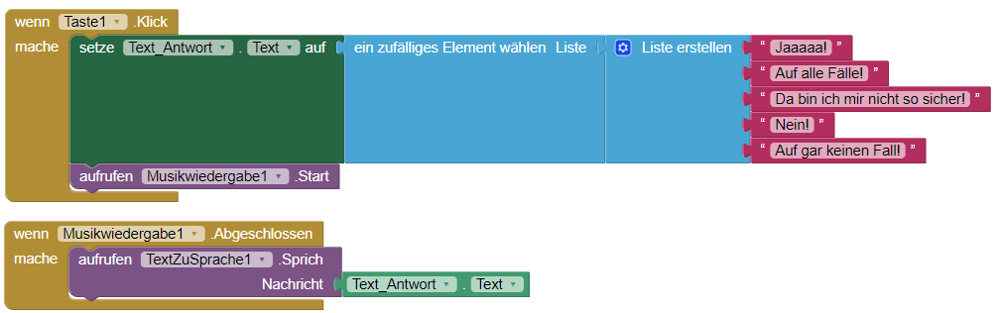 wenn Taste1 .Klick
mache setze Text_Antwort . Text auf ein zufälliges Element wählen Liste Liste erstellen " Jaaaaa! "
" Auf alle Fälle! "
" Da bin ich mir nicht so sicher! "
" Nein! "
" Auf gar keinen Fall! "
aufrufen Musikwiedergabe1 .Start
wenn Musikwiedergabe1 .Abgeschlossen
mache aufrufen TextZuSprache1 .Sprich
Nachricht Text_Antwort . Text